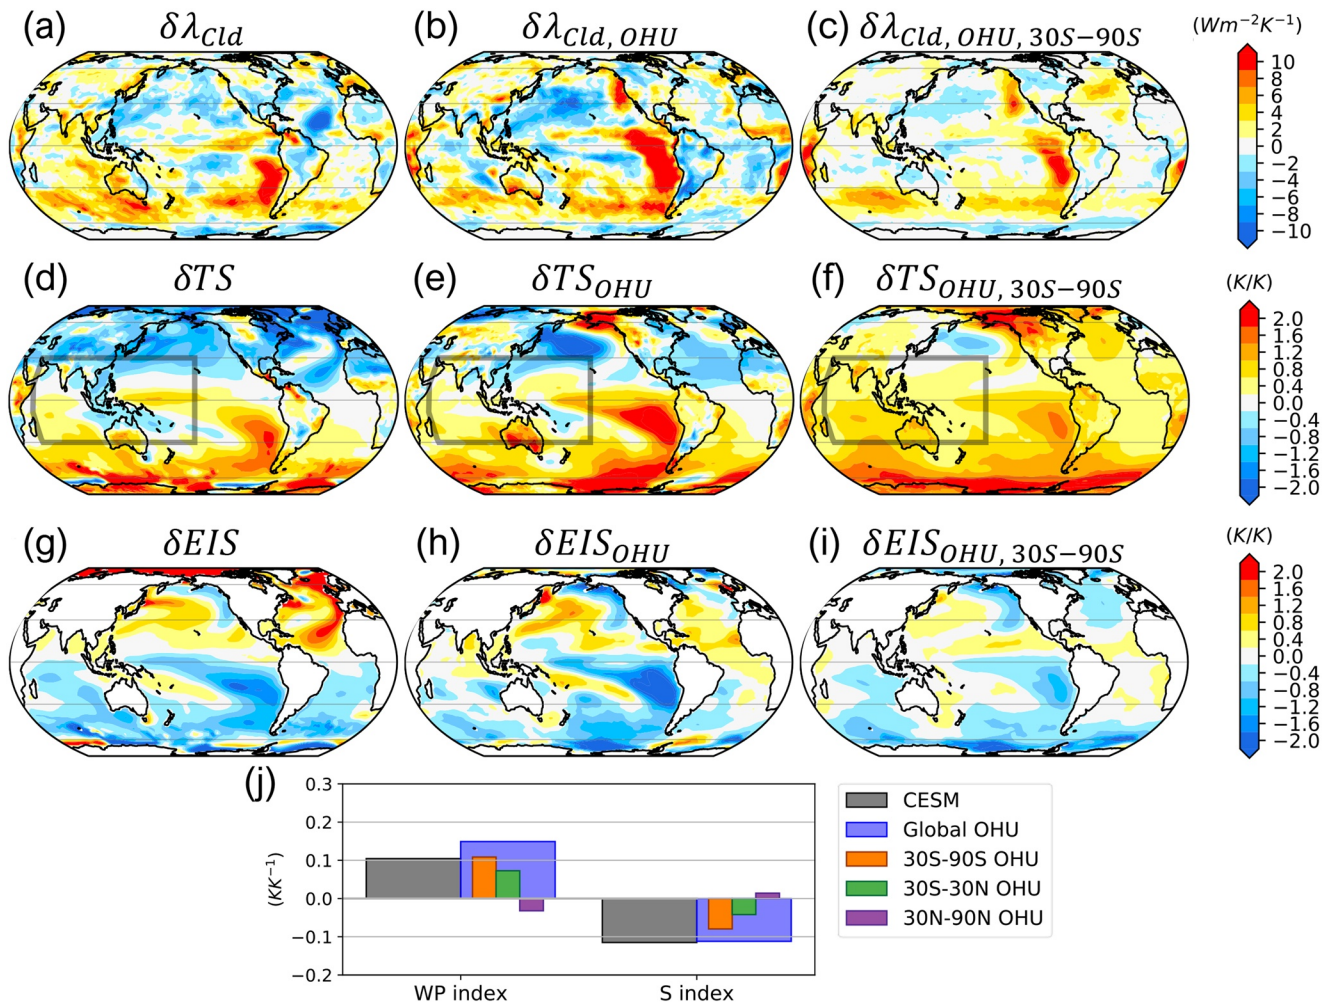 (a) δλ_Cld
(b) δλ_Cld, OHU
(c) δλ_Cld, OHU, 30S−90S
(Wm⁻²K⁻¹)
10
8
6
4
2
0
−2
−4
−6
−8
−10
(d) δTS
(e) δTS_OHU
(f) δTS_OHU, 30S−90S
(K/K)
2.0
1.6
1.2
0.8
0.4
0.0
−0.4
−0.8
−1.2
−1.6
−2.0
(g) δEIS
(h) δEIS_OHU
(i) δEIS_OHU, 30S−90S
(K/K)
2.0
1.6
1.2
0.8
0.4
0.0
−0.4
−0.8
−1.2
−1.6
−2.0
(j)
(KK⁻¹)
0.3
0.2
0.1
0.0
−0.1
−0.2
WP index
S index
CESM
Global OHU
30S-90S OHU
30S-30N OHU
30N-90N OHU